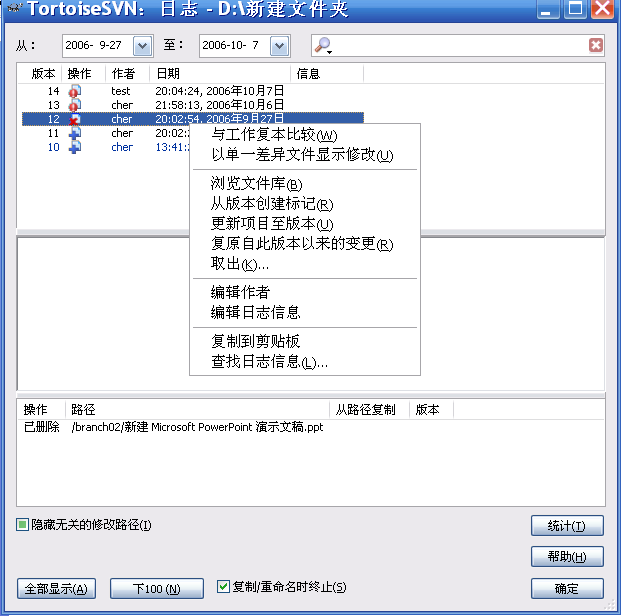 TortoiseSVN：日志 - D:\新建文件夹
从： 2006- 9-27 至： 2006-10- 7
版本 操作 作者 日期 信息
14 test 20:04:24, 2006年10月7日
13 cher 21:58:13, 2006年10月6日
12 cher 20:02:54, 2006年9月27日
11 cher 20:02:
10 cher 13:41:
与工作复本比较(W)
以单一差异文件显示修改(U)
浏览文件库(B)
从版本创建标记(R)
更新项目至版本(U)
复原自此版本以来的变更(R)
取出(K)...
编辑作者
编辑日志信息
复制到剪贴板
查找日志信息(L)...
操作 路径 从路径复制 版本
已删除 /branch02/新建 Microsoft PowerPoint 演示文稿.ppt
隐藏无关的修改路径(I) 统计(T)
帮助(H)
全部显示(A) 下100 (N) 复制/重命名时终止(S) 确定